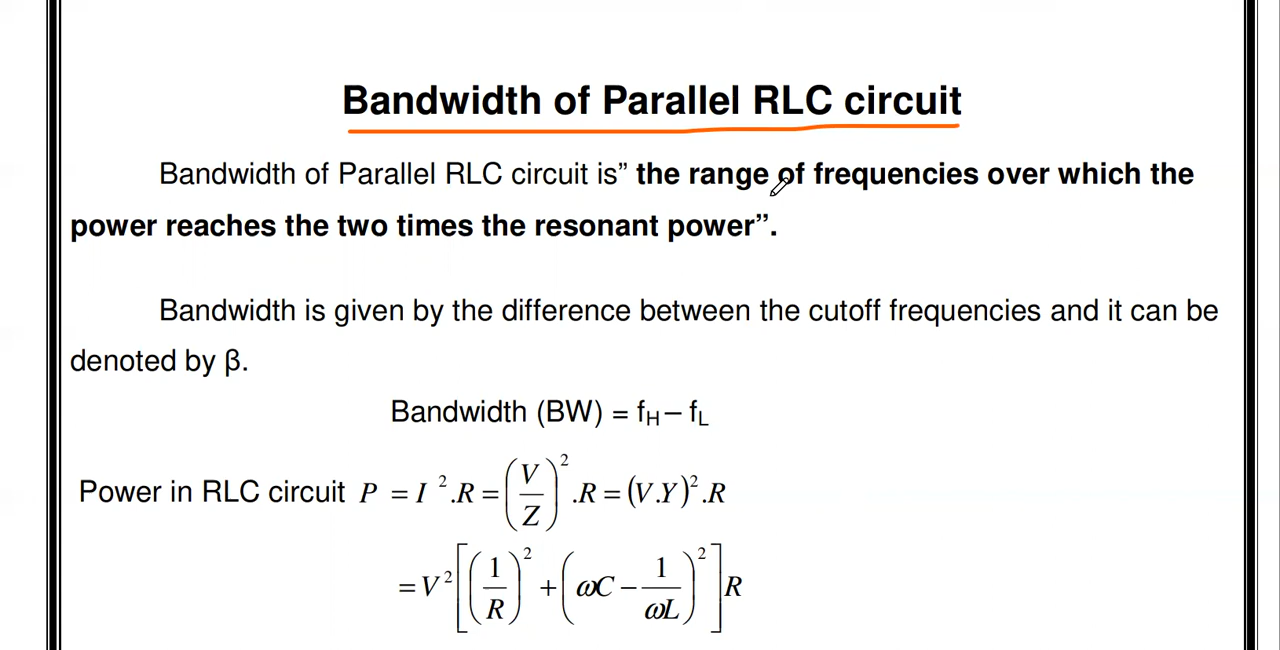 Bandwidth of Parallel RLC circuit
Bandwidth of Parallel RLC circuit is” the range of frequencies over which the
power reaches the two times the resonant power”.
Bandwidth is given by the difference between the cutoff frequencies and it can be
denoted by β.
Bandwidth (BW) = f_H – f_L
Power in RLC circuit P = I ².R = (V/Z)².R = (V.Y)².R
= V²[(1/R)² + (ωC − 1/ωL)²]R